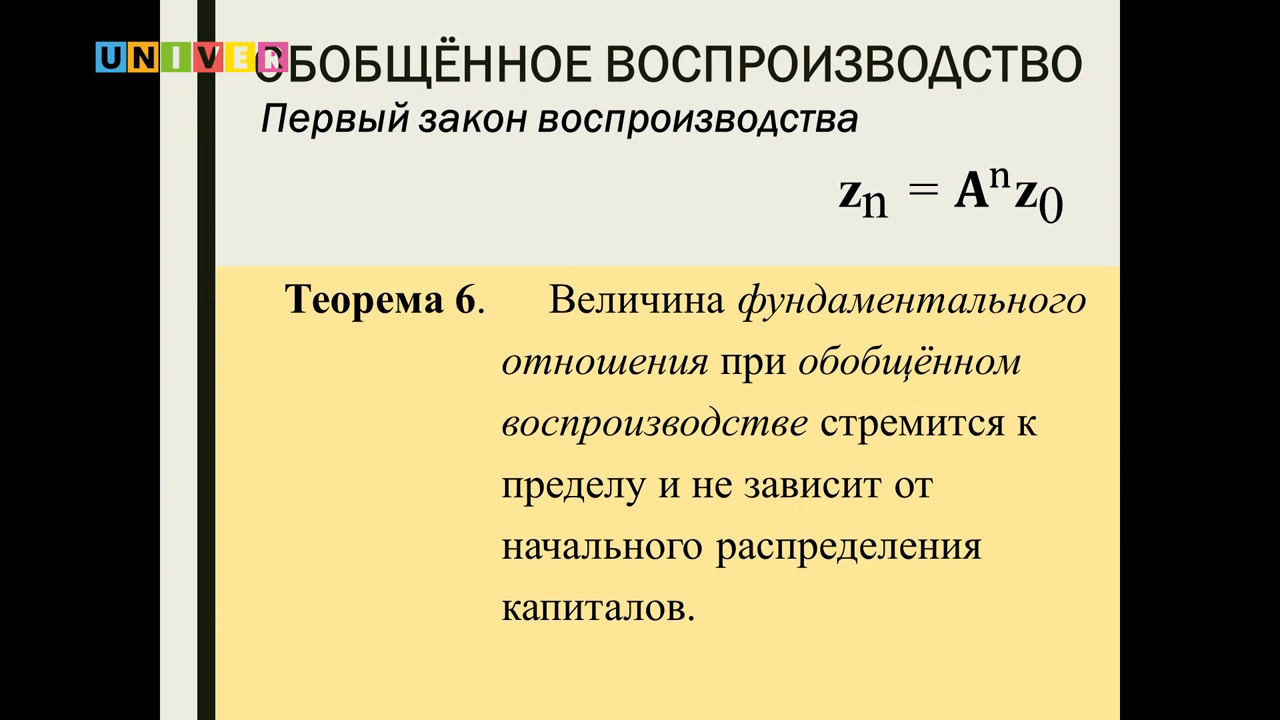 UNIVER
ОБОБЩЁННОЕ ВОСПРОИЗВОДСТВО
Первый закон воспроизводства
zₙ = Aⁿz₀
Теорема 6. Величина фундаментального
отношения при обобщённом
воспроизводстве стремится к
пределу и не зависит от
начального распределения
капиталов.